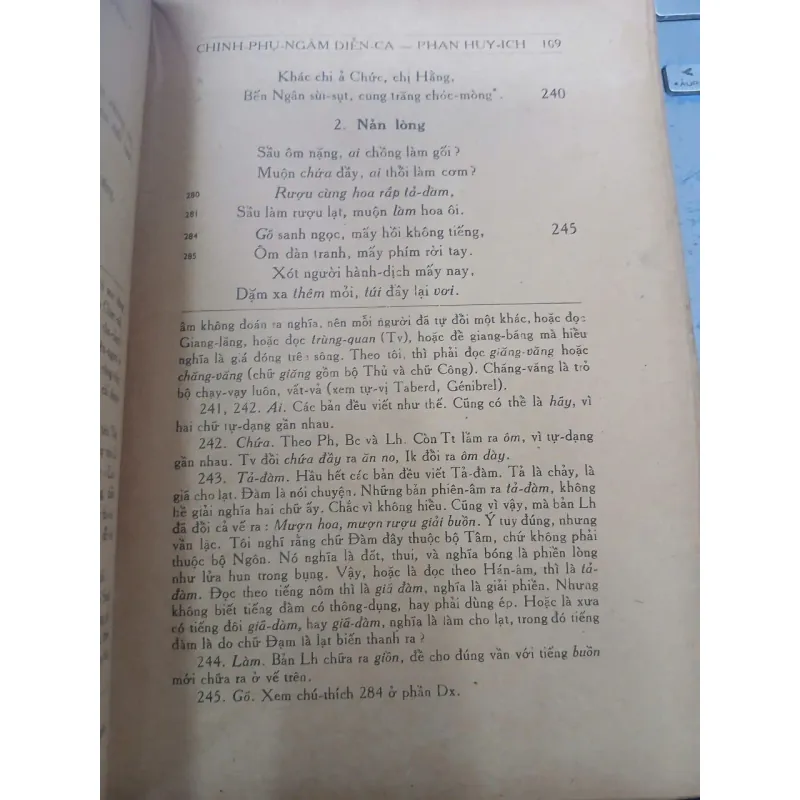 CHINH-PHỤ-NGÂM DIỄN-CA — PHAN HUY-ICH 169
Khác chi ả Chức, chị Hằng,
Bến Ngân sùi-sụt, cung trăng chốc-mòng*. 240
2. Nản lòng
Sầu ôm nặng, ai chồng làm gối ?
Muộn chứa đầy, ai thổi làm cơm ?
280 Rượu cùng hoa rắp tả-đàm,
281 Sầu làm rượu lạt, muộn làm hoa ôi.
284 Gõ sanh ngọc, mấy hồi không tiếng, 245
285 Ôm đàn tranh, mấy phím rời tay.
Xót người hành-dịch mấy nay,
Dặm xa thêm mỏi, túi đầy lại vơi.
âm không đoán ra nghĩa, nên mỗi người đã tự đổi một khác, hoặc đọc
Giang-lăng, hoặc đọc trùng-quan (Tv), hoặc đề giang-băng mà hiểu
nghĩa là giá đóng trên sông. Theo tôi, thì phải đọc giăng-văng hoặc
chăng-văng (chữ giăng gồm bộ Thủ và chữ Công). Chăng-văng là trỏ
bộ chạy-vạy luôn, vất-vả (xem tự-vị Taberd, Génibrel).
241, 242. Ai. Các bản đều viết như thế. Cũng có thể là hãy, vì
hai chữ tự-dạng gần nhau.
242. Chứa. Theo Ph, Bc và Lh. Còn Tt lầm ra ôm, vì tự-dạng
gần nhau. Tv đổi chứa đầy ra ăn no, Ik đổi ra ôm dày.
243. Tả-đàm. Hầu hết các bản đều viết Tả-đàm. Tả là chảy, là
giã cho lạt. Đàm là nói chuyện. Những bản phiên-âm ra tả-đàm, không
hề giải nghĩa hai chữ ấy. Chắc vì không hiểu. Cũng vì vậy, mà bản Lh
đã đổi cả vế ra : Mượn hoa, mượn rượu giải buồn. Ý tuy đúng, nhưng
vần lạc. Tôi nghĩ rằng chữ Đàm đây thuộc bộ Tâm, chứ không phải
thuộc bộ Ngôn. Nó nghĩa là đốt, thui, và nghĩa bóng là phiền lòng
như lửa hun trong bụng. Vậy, hoặc là đọc theo Hán-âm, thì là tả-
đàm. Đọc theo tiếng nôm thì là giã đàm, nghĩa là giải phiền. Nhưng
không biết tiếng đàm có thông-dụng, hay phải dùng ép. Hoặc là xưa
có tiếng đôi giã-đàm, hay giã-đàm, nghĩa là làm cho lạt, trong đó tiếng
đàm là do chữ Đạm là lạt biến thanh ra ?
244. Làm. Bản Lh chữa ra giồn, để cho đúng vần với tiếng buồn
mới chữa ra ở vế trên.
245. Gõ. Xem chú-thích 284 ở phần Dx.